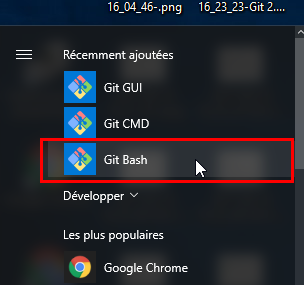 16_04_46-.png 16_23_23-Git 2....
Récemment ajoutées
Git GUI
Git CMD
Git Bash
Développer
Les plus populaires
Google Chrome